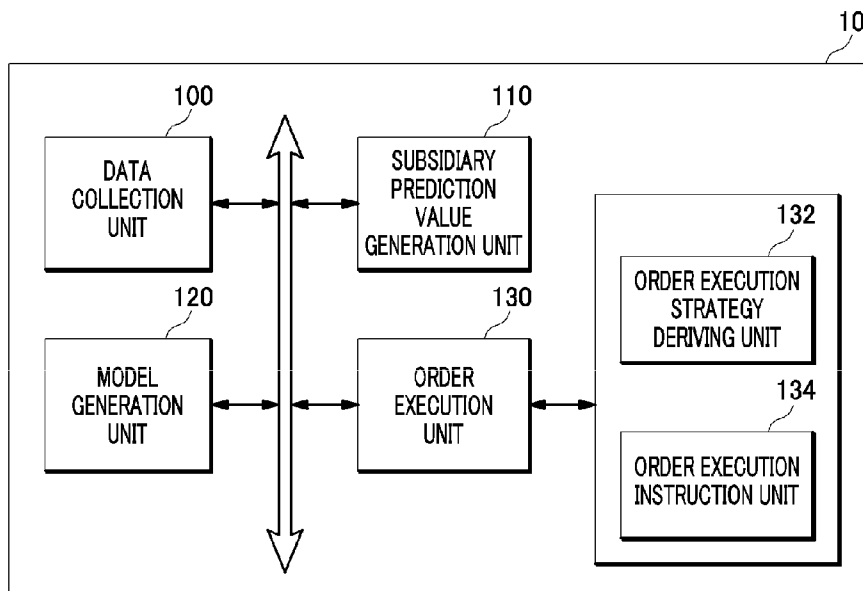 10
100
DATA
COLLECTION
UNIT
110
SUBSIDIARY
PREDICTION
VALUE
GENERATION UNIT
120
MODEL
GENERATION
UNIT
130
ORDER
EXECUTION
UNIT
132
ORDER EXECUTION
STRATEGY
DERIVING UNIT
134
ORDER EXECUTION
INSTRUCTION UNIT